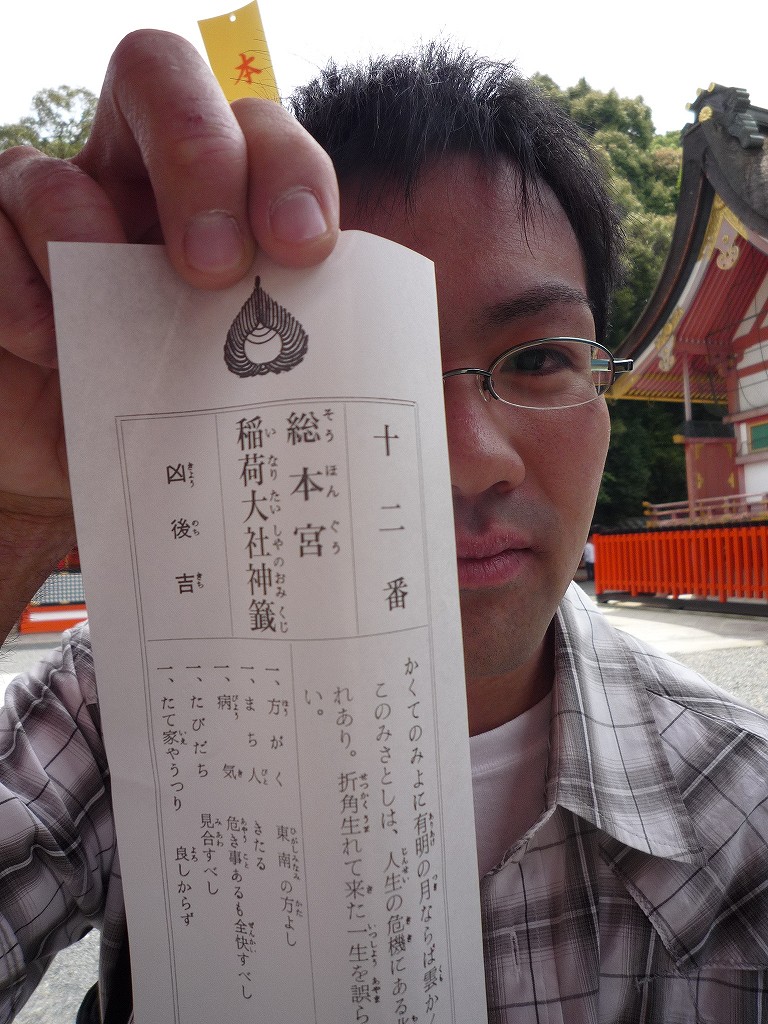 本
十二番
総本宮
稲荷大社神籤
凶後吉
かくてのみよに有明の月ならば雲か
このみさとしは、人生の危機にある
れあり。折角生れて来た一生を誤ら
い。
一、方がく 東南の方よし
一、まち人 きたる
一、病気 危き事あるも全快すべし
一、たびだち 見合すべし
一、たて家やうつり 良しからず